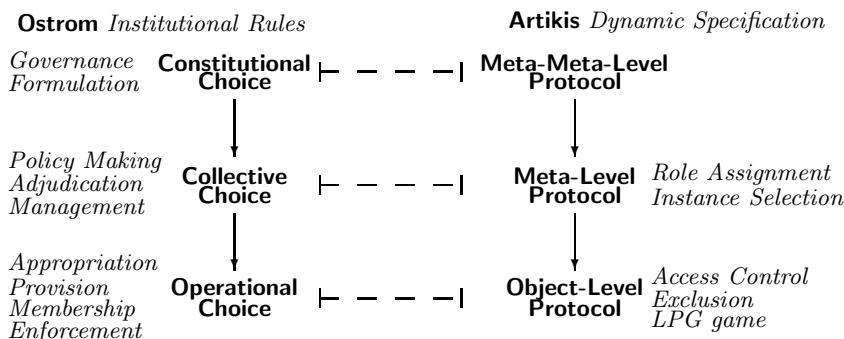 Ostrom Institutional Rules
Artikis Dynamic Specification
Governance
Formulation
Constitutional
Choice
Meta-Meta-Level
Protocol
Policy Making
Adjudication
Management
Collective
Choice
Meta-Level
Protocol
Role Assignment
Instance Selection
Appropriation
Provision
Membership
Enforcement
Operational
Choice
Object-Level
Protocol
Access Control
Exclusion
LPG game